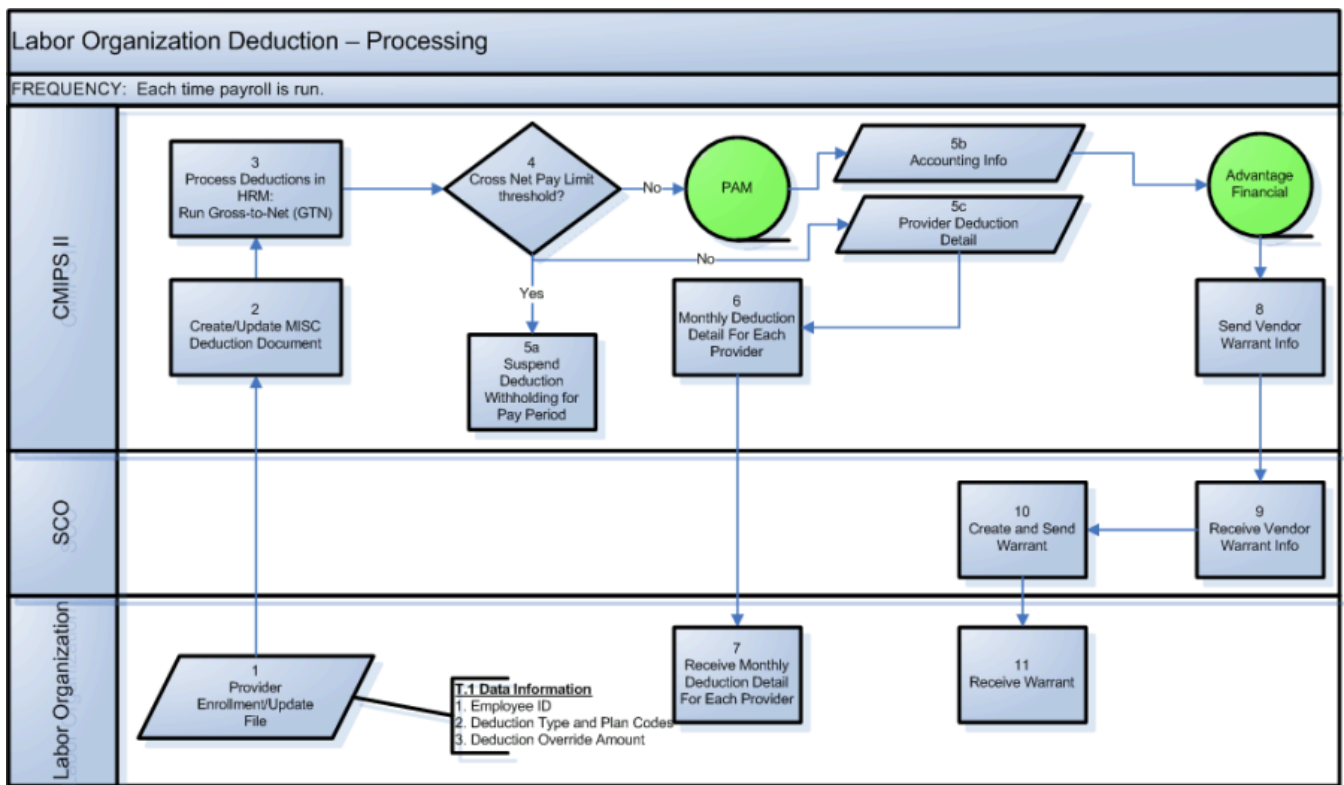 Labor Organization Deduction – Processing
FREQUENCY: Each time payroll is run.
CMIPS II
3
Process Deductions in
HRM:
Run Gross-to-Net (GTN)
4
Cross Net Pay Limit
threshold?
No
PAM
5b
Accounting Info
Advantage
Financial
5c
Provider Deduction
Detail
No
Yes
2
Create/Update MISC
Deduction Document
5a
Suspend
Deduction
Withholding for
Pay Period
6
Monthly Deduction
Detail For Each
Provider
8
Send Vendor
Warrant Info
SCO
10
Create and Send
Warrant
9
Receive Vendor
Warrant Info
Labor Organization
1
Provider
Enrollment/Update
File
T.1 Data Information
1. Employee ID
2. Deduction Type and Plan Codes
3. Deduction Override Amount
7
Receive Monthly
Deduction Detail
For Each Provider
11
Receive Warrant